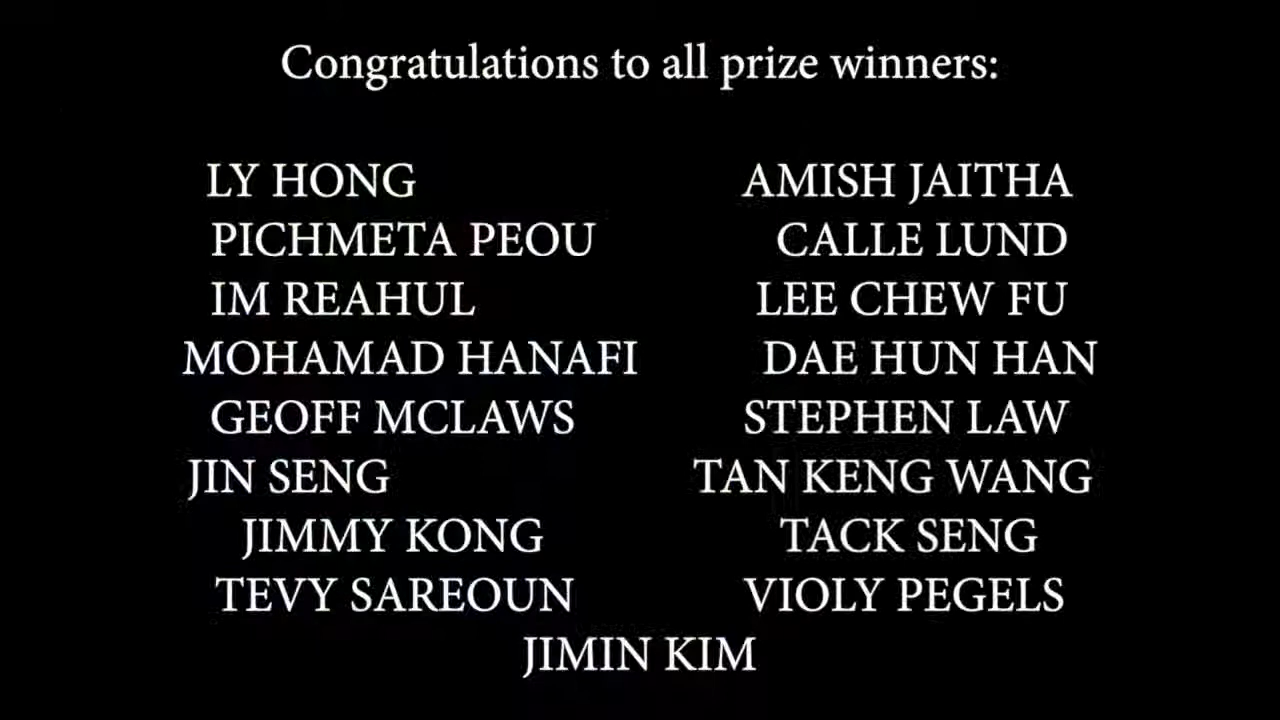 Congratulations to all prize winners:
LY HONG AMISH JAITHA
PICHMETA PEOU CALLE LUND
IM REAHUL LEE CHEW FU
MOHAMAD HANAFI DAE HUN HAN
GEOFF MCLAWS STEPHEN LAW
JIN SENG TAN KENG WANG
JIMMY KONG TACK SENG
TEVY SAREOUN VIOLY PEGELS
JIMIN KIM